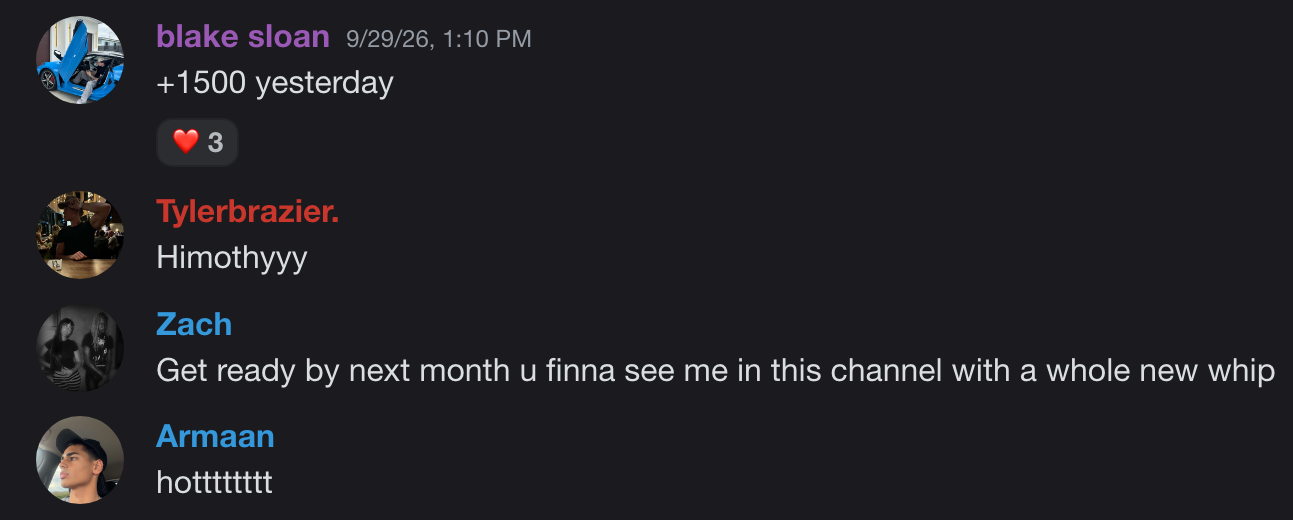 blake sloan 9/29/26, 1:10 PM
+1500 yesterday
❤️ 3
Tylerbrazier.
Himothyyy
Zach
Get ready by next month u finna see me in this channel with a whole new whip
Armaan
hotttttttt